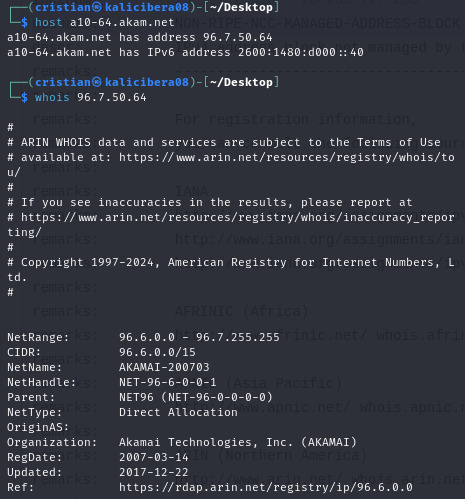 (cristian㉿kalicibera08)-[~/Desktop]
$ host a10-64.akam.net
a10-64.akam.net has address 96.7.50.64
a10-64.akam.net has IPv6 address 2600:1480:d000::40
(cristian㉿kalicibera08)-[~/Desktop]
$ whois 96.7.50.64
#
# ARIN WHOIS data and services are subject to the Terms of Use
# available at: https://www.arin.net/resources/registry/whois/to
u/
#
# If you see inaccuracies in the results, please report at
# https://www.arin.net/resources/registry/whois/inaccuracy_repor
ting/
#
# Copyright 1997-2024, American Registry for Internet Numbers, L
td.
#
NetRange: 96.6.0.0 - 96.7.255.255
CIDR: 96.6.0.0/15
NetName: AKAMAI-200703
NetHandle: NET-96-6-0-0-1
Parent: NET96 (NET-96-0-0-0-0)
NetType: Direct Allocation
OriginAS:
Organization: Akamai Technologies, Inc. (AKAMAI)
RegDate: 2007-03-14
Updated: 2017-12-22
Ref: https://rdap.arin.net/registry/ip/96.6.0.0